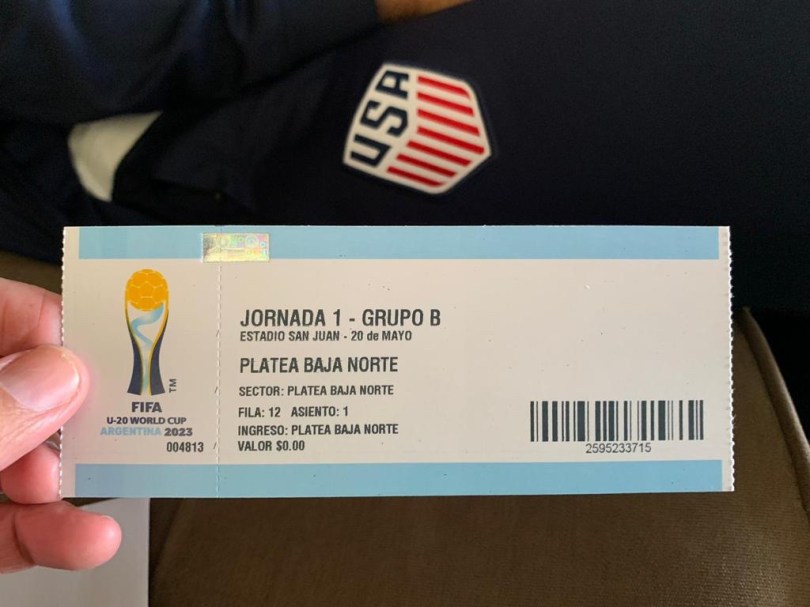 USA
JORNADA 1 - GRUPO B
ESTADIO SAN JUAN - 20 de MAYO
PLATEA BAJA NORTE
SECTOR: PLATEA BAJA NORTE
FILA: 12 ASIENTO: 1
INGRESO: PLATEA BAJA NORTE
VALOR $0.00
TM
FIFA
U-20 WORLD CUP
ARGENTINA 2023
004813
2595233715